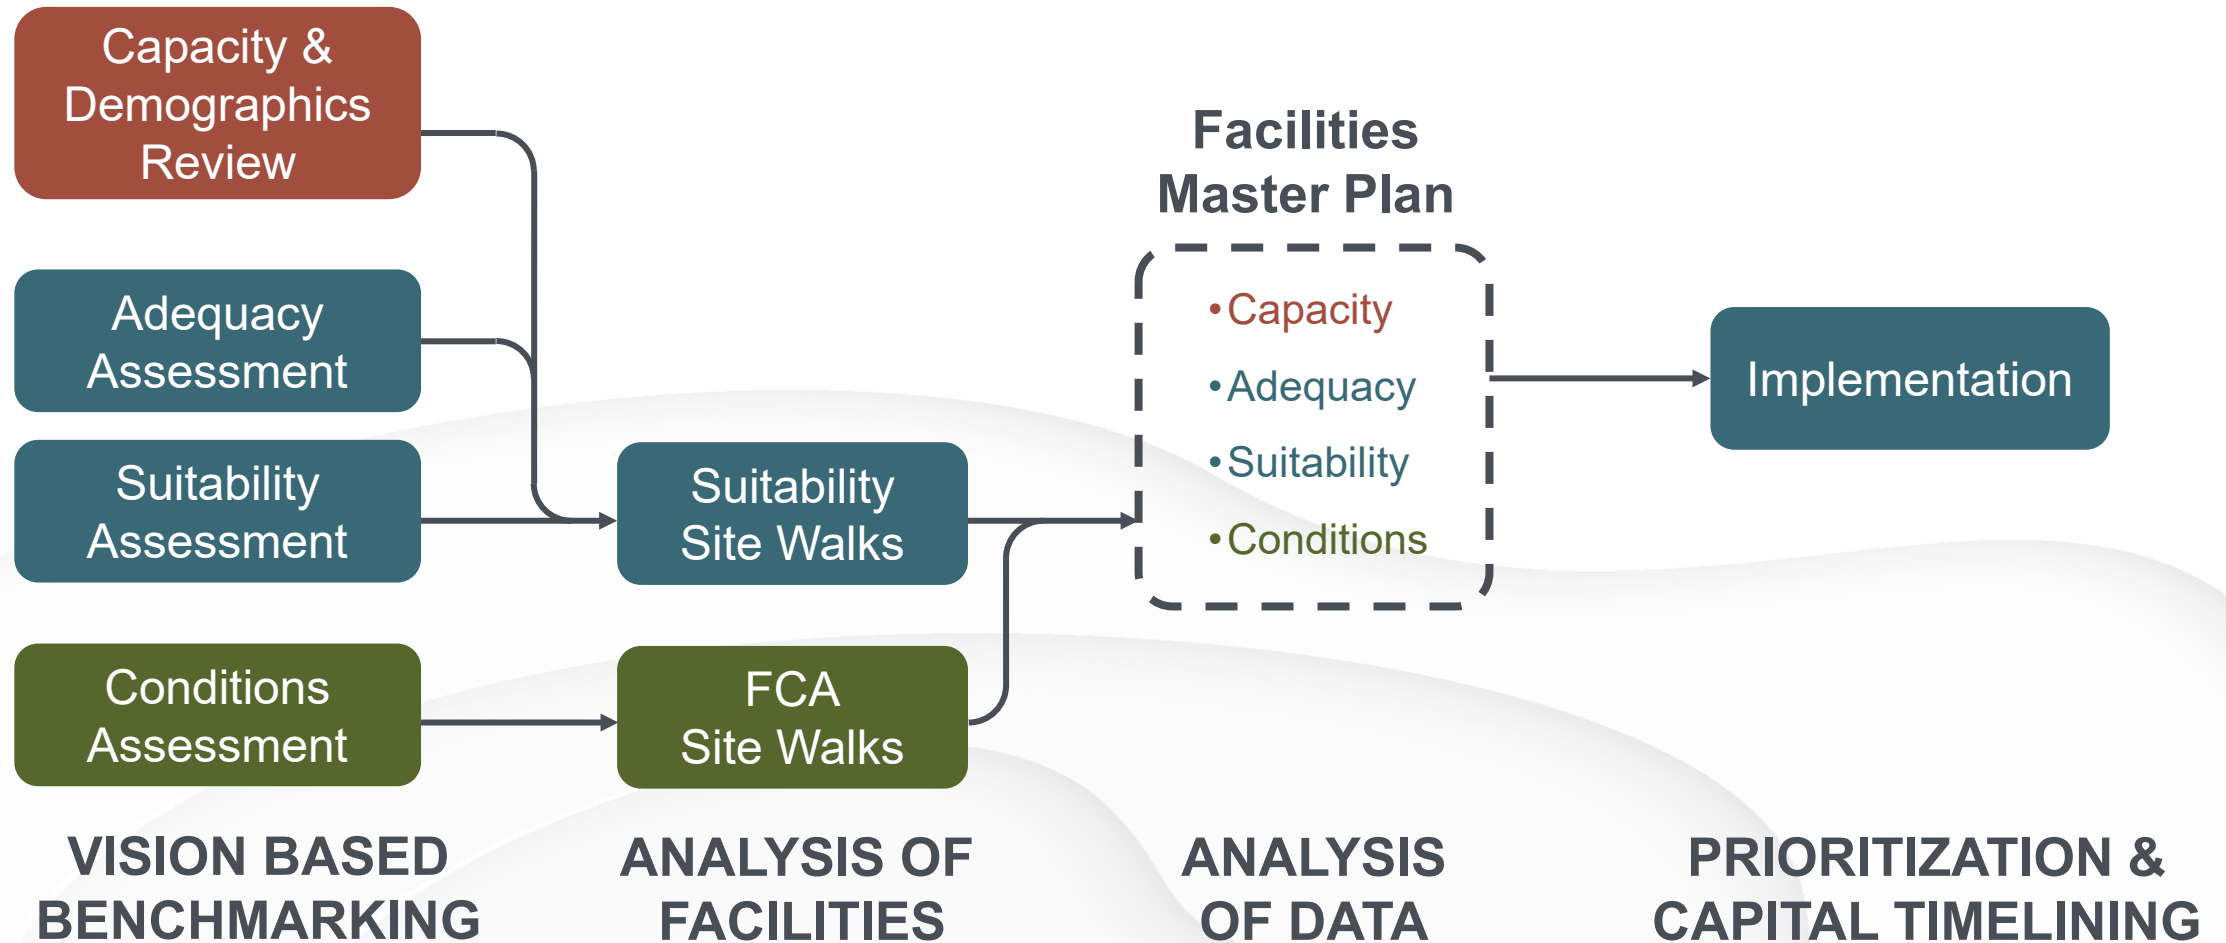 Capacity &
Demographics
Review
Adequacy
Assessment
Suitability
Assessment
Conditions
Assessment
Suitability
Site Walks
FCA
Site Walks
Facilities
Master Plan
•Capacity
•Adequacy
•Suitability
•Conditions
Implementation
VISION BASED
BENCHMARKING
ANALYSIS OF
FACILITIES
ANALYSIS
OF DATA
PRIORITIZATION &
CAPITAL TIMELINING